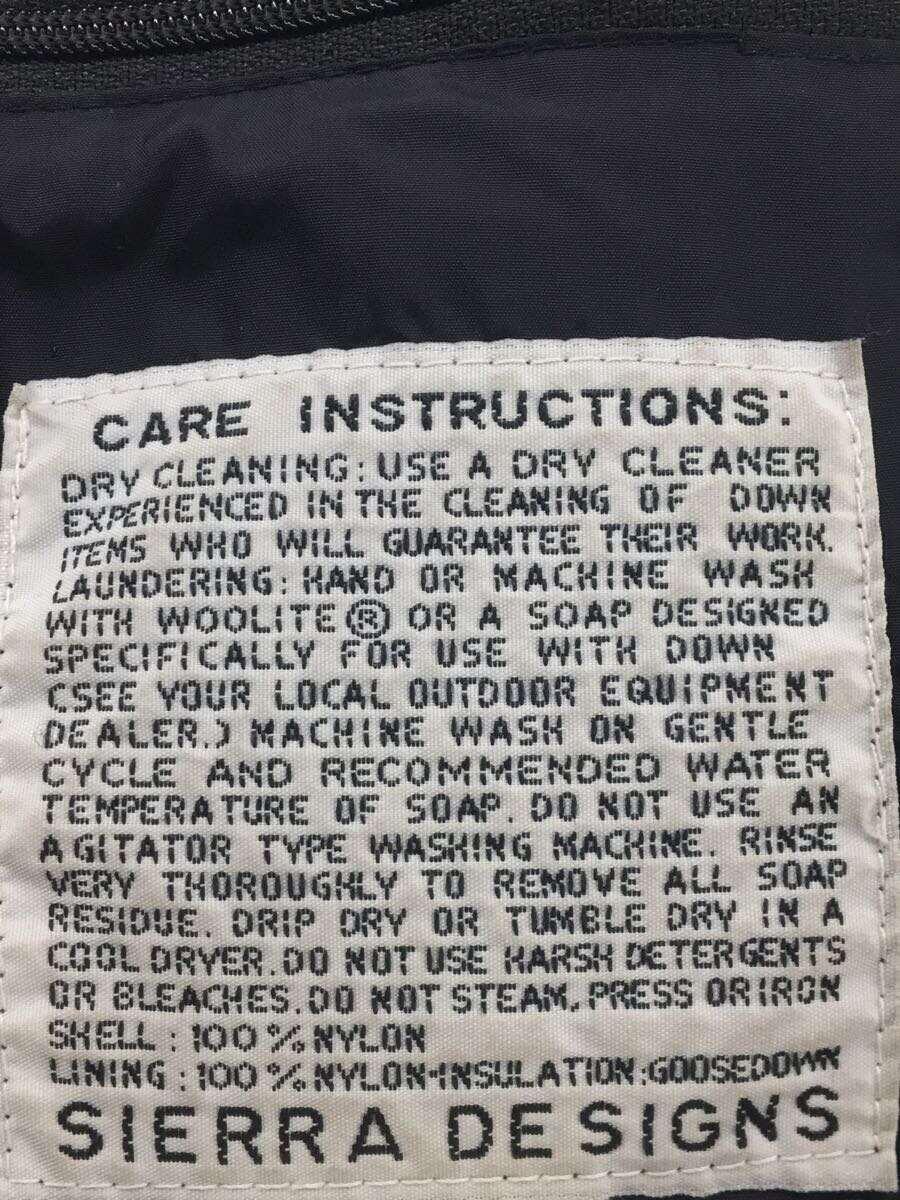 CARE INSTRUCTIONS:
DRY CLEANING: USE A DRY CLEANER
EXPERIENCED IN THE CLEANING OF DOWN
ITEMS WHO WILL GUARANTEE THEIR WORK.
LAUNDERING: HAND OR MACHINE WASH
WITH WOOLITE® OR A SOAP DESIGNED
SPECIFICALLY FOR USE WITH DOWN
(SEE YOUR LOCAL OUTDOOR EQUIPMENT
DEALER.) MACHINE WASH ON GENTLE
CYCLE AND RECOMMENDED WATER
TEMPERATURE OF SOAP. DO NOT USE AN
AGITATOR TYPE WASHING MACHINE. RINSE
VERY THOROUGHLY TO REMOVE ALL SOAP
RESIDUE. DRIP DRY OR TUMBLE DRY IN A
COOL DRYER. DO NOT USE HARSH DETERGENTS
OR BLEACHES. DO NOT STEAM, PRESS OR IRON
SHELL: 100% NYLON
LINING: 100% NYLON-INSULATION: GOOSEDOWN
SIERRA DESIGNS